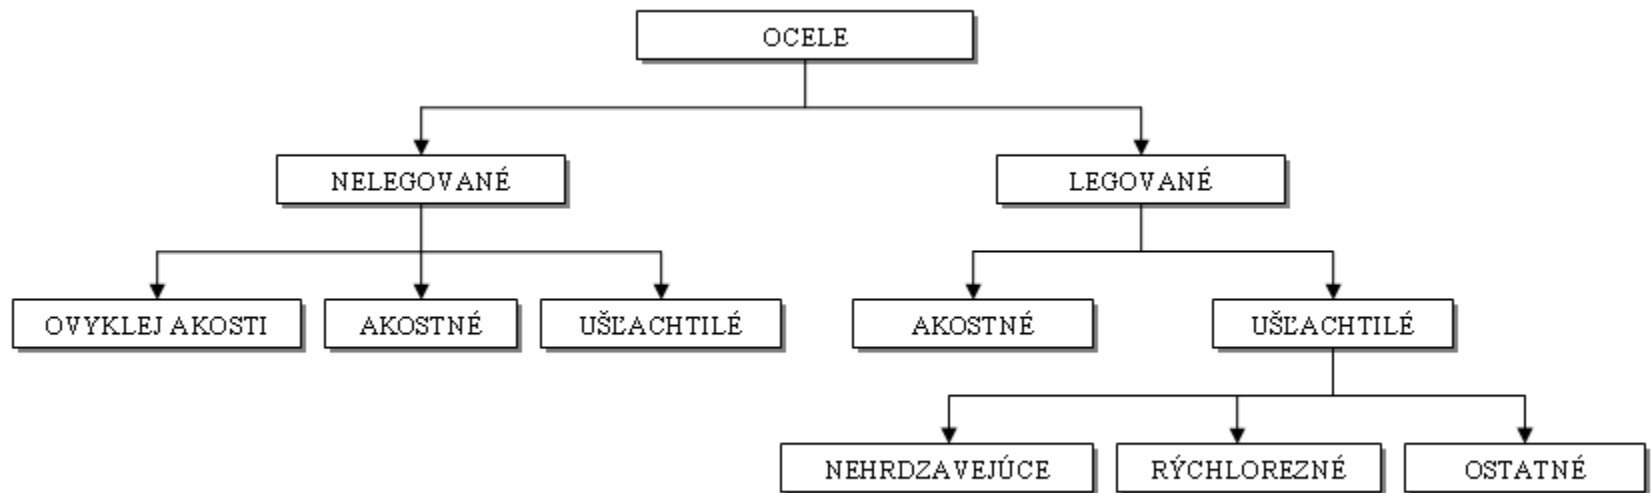 OCELE
NELEGOVANÉ
LEGOVANÉ
OVYKLEJ AKOSTI
AKOSTNÉ
UŠĽACHTILÉ
AKOSTNÉ
UŠĽACHTILÉ
NEHRDZAVEJÚCE
RÝCHLOREZNÉ
OSTATNÉ